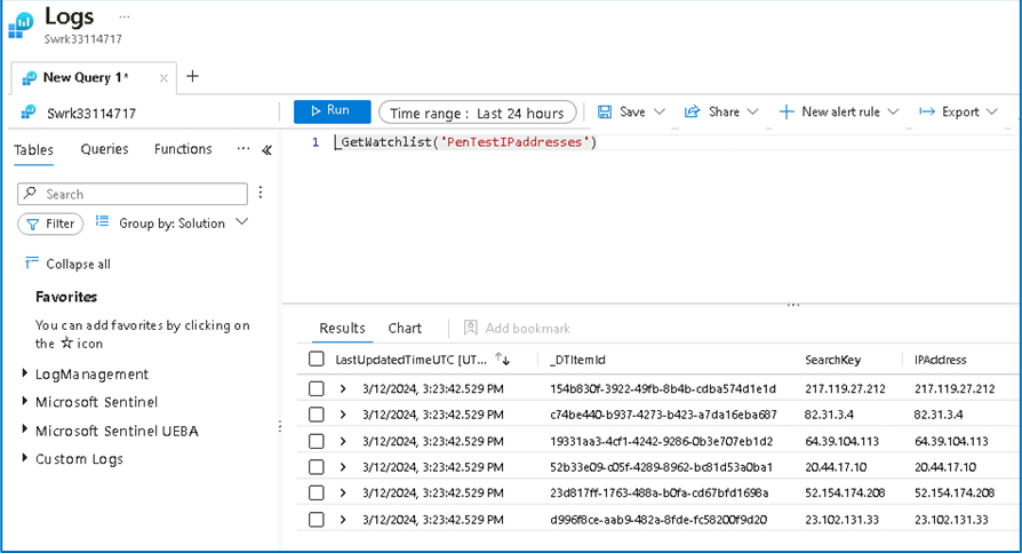 Logs ...
Swrk33114717
New Query 1* × +
Swrk33114717
Run Time range : Last 24 hours Save Share New alert rule Export
Tables Queries Functions ... «
1 _GetWatchlist('PenTestIPaddresses')
Search
Filter Group by: Solution
Collapse all
Favorites
You can add favorites by clicking on
the ☆ icon
LogManagement
Microsoft Sentinel
Microsoft Sentinel UEBA
Custom Logs
Results Chart Add bookmark
LastUpdatedTimeUTC [UT... ↑↓ _DTItemId SearchKey IPAddress
3/12/2024, 3:23:42.529 PM 154b830f-3922-49fb-8b4b-cdba574d1e1d 217.119.27.212 217.119.27.212
3/12/2024, 3:23:42.529 PM c74be440-b937-4273-b423-a7da16eba687 82.31.3.4 82.31.3.4
3/12/2024, 3:23:42.529 PM 19331aa3-4cf1-4242-9286-0b3e707eb1d2 64.39.104.113 64.39.104.113
3/12/2024, 3:23:42.529 PM 52b33e09-c05f-4289-8962-bc81d53a0ba1 20.44.17.10 20.44.17.10
3/12/2024, 3:23:42.529 PM 23d817ff-1763-488a-b0fa-cd67bfd1698a 52.154.174.208 52.154.174.208
3/12/2024, 3:23:42.529 PM d996f8ce-aab9-482a-8fde-fc58200f9d20 23.102.131.33 23.102.131.33